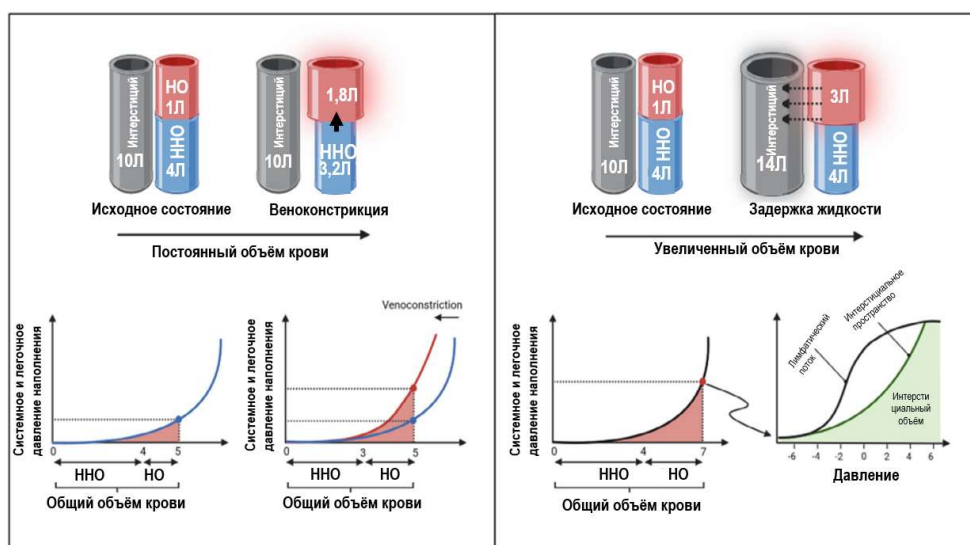 Интерстиций
10Л
НО
1Л
ННО
4Л
Исходное состояние
Интерстиций
10Л
1,8Л
ННО
3,2Л
Веноконстрикция
Постоянный объём крови
Интерстиций
10Л
НО
1Л
ННО
4Л
Исходное состояние
Интерстиций
14Л
3Л
ННО
4Л
Задержка жидкости
Увеличенный объём крови
Системное и легочное
давление наполнения
0
4
5
ННО
НО
Общий объём крови
Системное и легочное
давление наполнения
Venoconstriction
0
3
5
ННО
НО
Общий объём крови
Системное и легочное
давление наполнения
0
4
7
ННО
НО
Общий объём крови
Лимфатический
поток
Интерстициальное
пространство
Интерсти
циальный
объём
-6 -4 -2 0 2 4 6
Давление